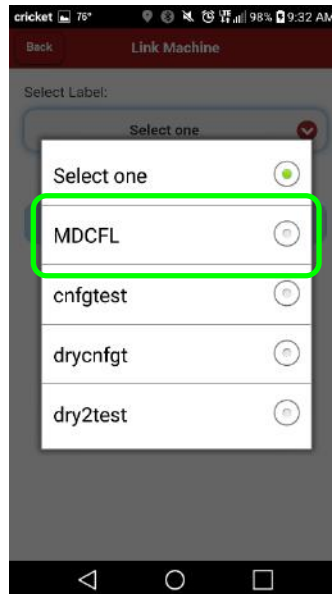 cricket 76° 98% 9:32 AM
Back Link Machine
Select Label:
Select one
Select one
MDCFL
cnfgtest
drycnfgt
dry2test